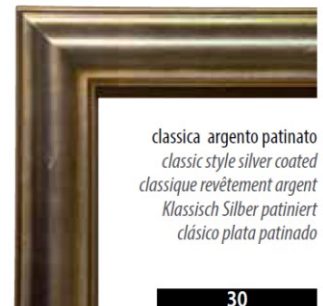 classica argento patinato
classic style silver coated
classique revêtement argent
Klassisch Silber patiniert
clásico plata patinado
30